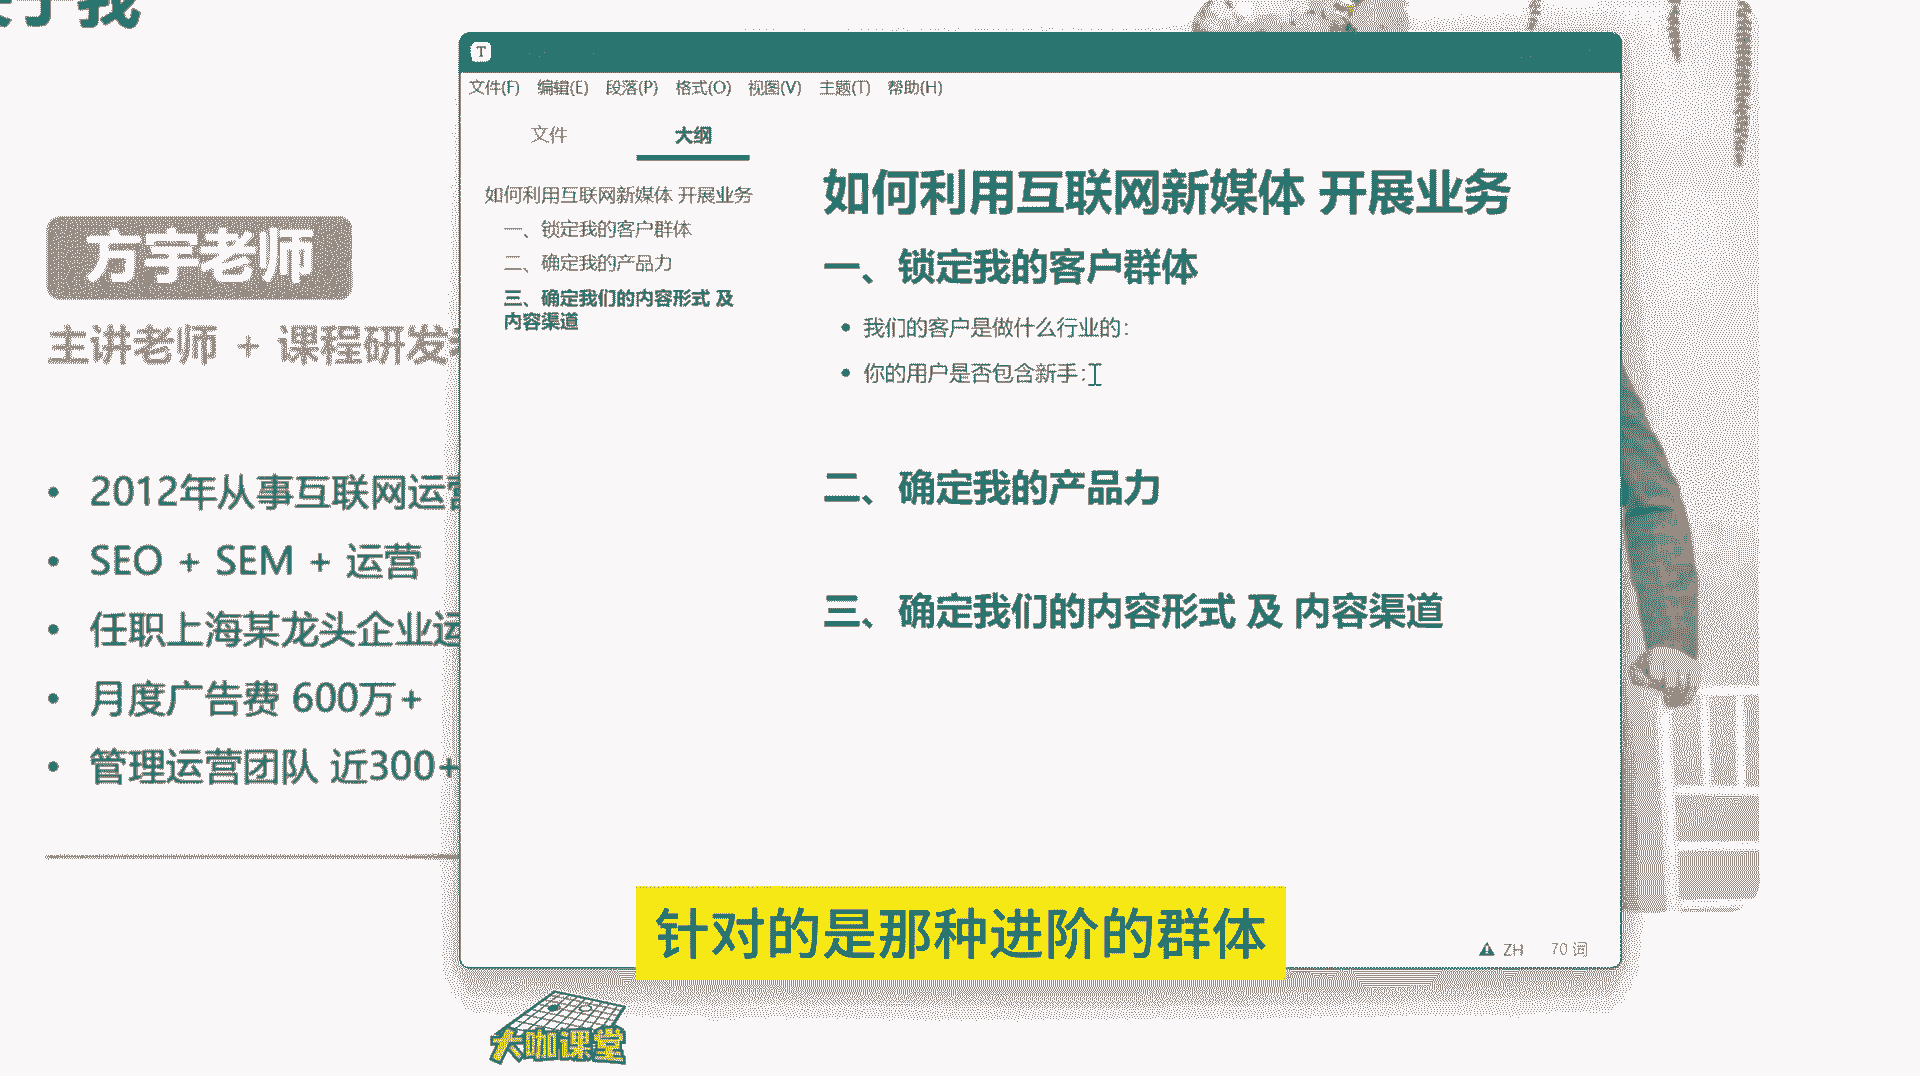 于我
方宇老师
主讲老师 + 课程研发
2012年从事互联网运营
SEO + SEM + 运营
任职上海某龙头企业运
月度广告费 600万+
管理运营团队 近300+
T
文件(F) 编辑(E) 段落(P) 格式(O) 视图(V) 主题(T) 帮助(H)
文件 大纲
如何利用互联网新媒体 开展业务
一、锁定我的客户群体
二、确定我的产品力
三、确定我们的内容形式 及
内容渠道
如何利用互联网新媒体 开展业务
一、锁定我的客户群体
我们的客户是做什么行业的：
你的用户是否包含新手：
二、确定我的产品力
三、确定我们的内容形式 及 内容渠道
ZH 70 词
针对的是那种进阶的群体
大咖课堂